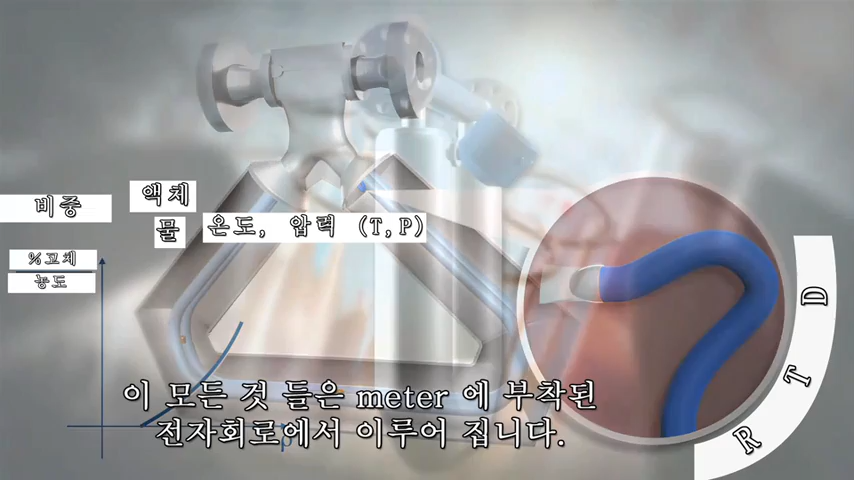 비중
액체
물
온도, 압력 (T,P)
%고체
농도
RTD
이 모든 것 들은 meter 에 부착된
전자회로에서 이루어 집니다.